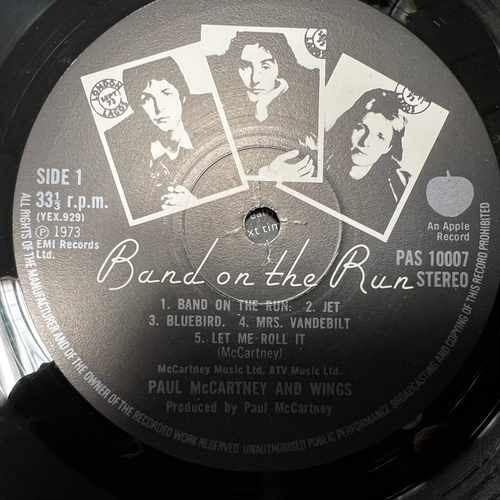 LONDON
SEPT 73
LAGOS
SIDE 1
33⅓ r.p.m.
(YEX.929)
Ⓟ 1973
EMI Records
Ltd.
An Apple
Record
PAS 10007
STEREO
Band on the Run
1. BAND ON THE RUN. 2. JET
3. BLUEBIRD. 4. MRS. VANDEBILT
5. LET ME ROLL IT
(McCartney)
McCartney Music Ltd. ATV Music Ltd.
PAUL McCARTNEY AND WINGS
Produced by Paul McCartney
ALL RIGHTS OF THE MANUFACTURER AND OF THE OWNER OF THE RECORDED WORK RESERVED. UNAUTHORISED PUBLIC PERFORMANCE BROADCASTING AND COPYING OF THIS RECORD PROHIBITED